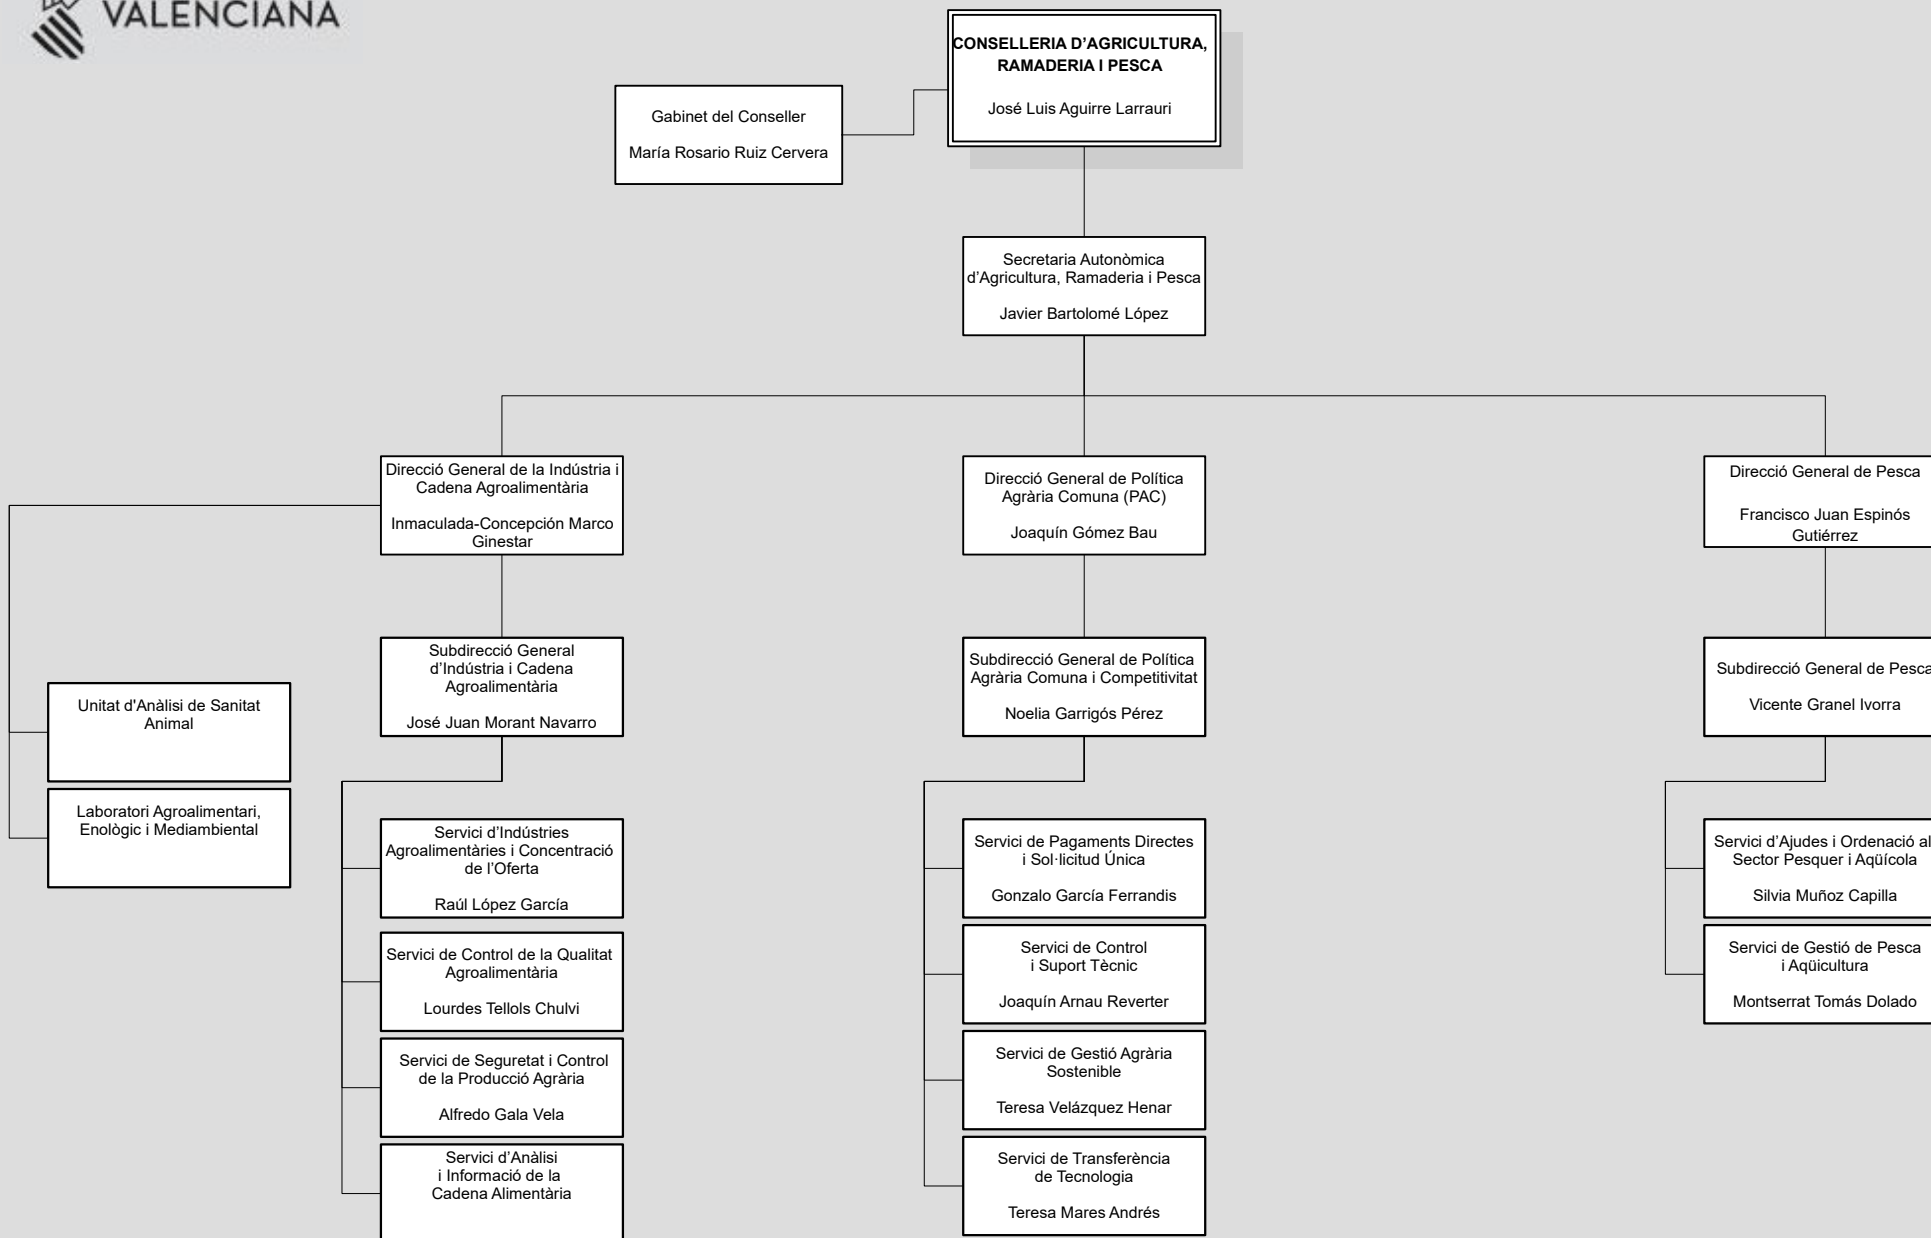 VALENCIANA
CONSELLERIA D'AGRICULTURA,
RAMADERIA I PESCA
José Luis Aguirre Larrauri
Gabinet del Conseller
María Rosario Ruiz Cervera
Secretaria Autonòmica
d'Agricultura, Ramaderia i Pesca
Javier Bartolomé López
Direcció General de la Indústria i
Cadena Agroalimentària
Inmaculada-Concepción Marco
Ginestar
Direcció General de Política
Agrària Comuna (PAC)
Joaquín Gómez Bau
Direcció General de Pesca
Francisco Juan Espinós
Gutiérrez
Subdirecció General
d'Indústria i Cadena
Agroalimentària
José Juan Morant Navarro
Subdirecció General de Política
Agrària Comuna i Competitivitat
Noelia Garrigós Pérez
Subdirecció General de Pesca
Vicente Granel Ivorra
Unitat d'Anàlisi de Sanitat
Animal
Laboratori Agroalimentari,
Enològic i Mediambiental
Servici d'Indústries
Agroalimentàries i Concentració
de l'Oferta
Raúl López García
Servici de Control de la Qualitat
Agroalimentària
Lourdes Tellols Chulvi
Servici de Seguretat i Control
de la Producció Agrària
Alfredo Gala Vela
Servici d'Anàlisi
i Informació de la
Cadena Alimentària
Servici de Pagaments Directes
i Sol·licitud Única
Gonzalo García Ferrandis
Servici de Control
i Suport Tècnic
Joaquín Arnau Reverter
Servici de Gestió Agrària
Sostenible
Teresa Velázquez Henar
Servici de Transferència
de Tecnologia
Teresa Mares Andrés
Servici d'Ajudes i Ordenació al
Sector Pesquer i Aqüícola
Silvia Muñoz Capilla
Servici de Gestió de Pesca
i Aqüicultura
Montserrat Tomás Dolado